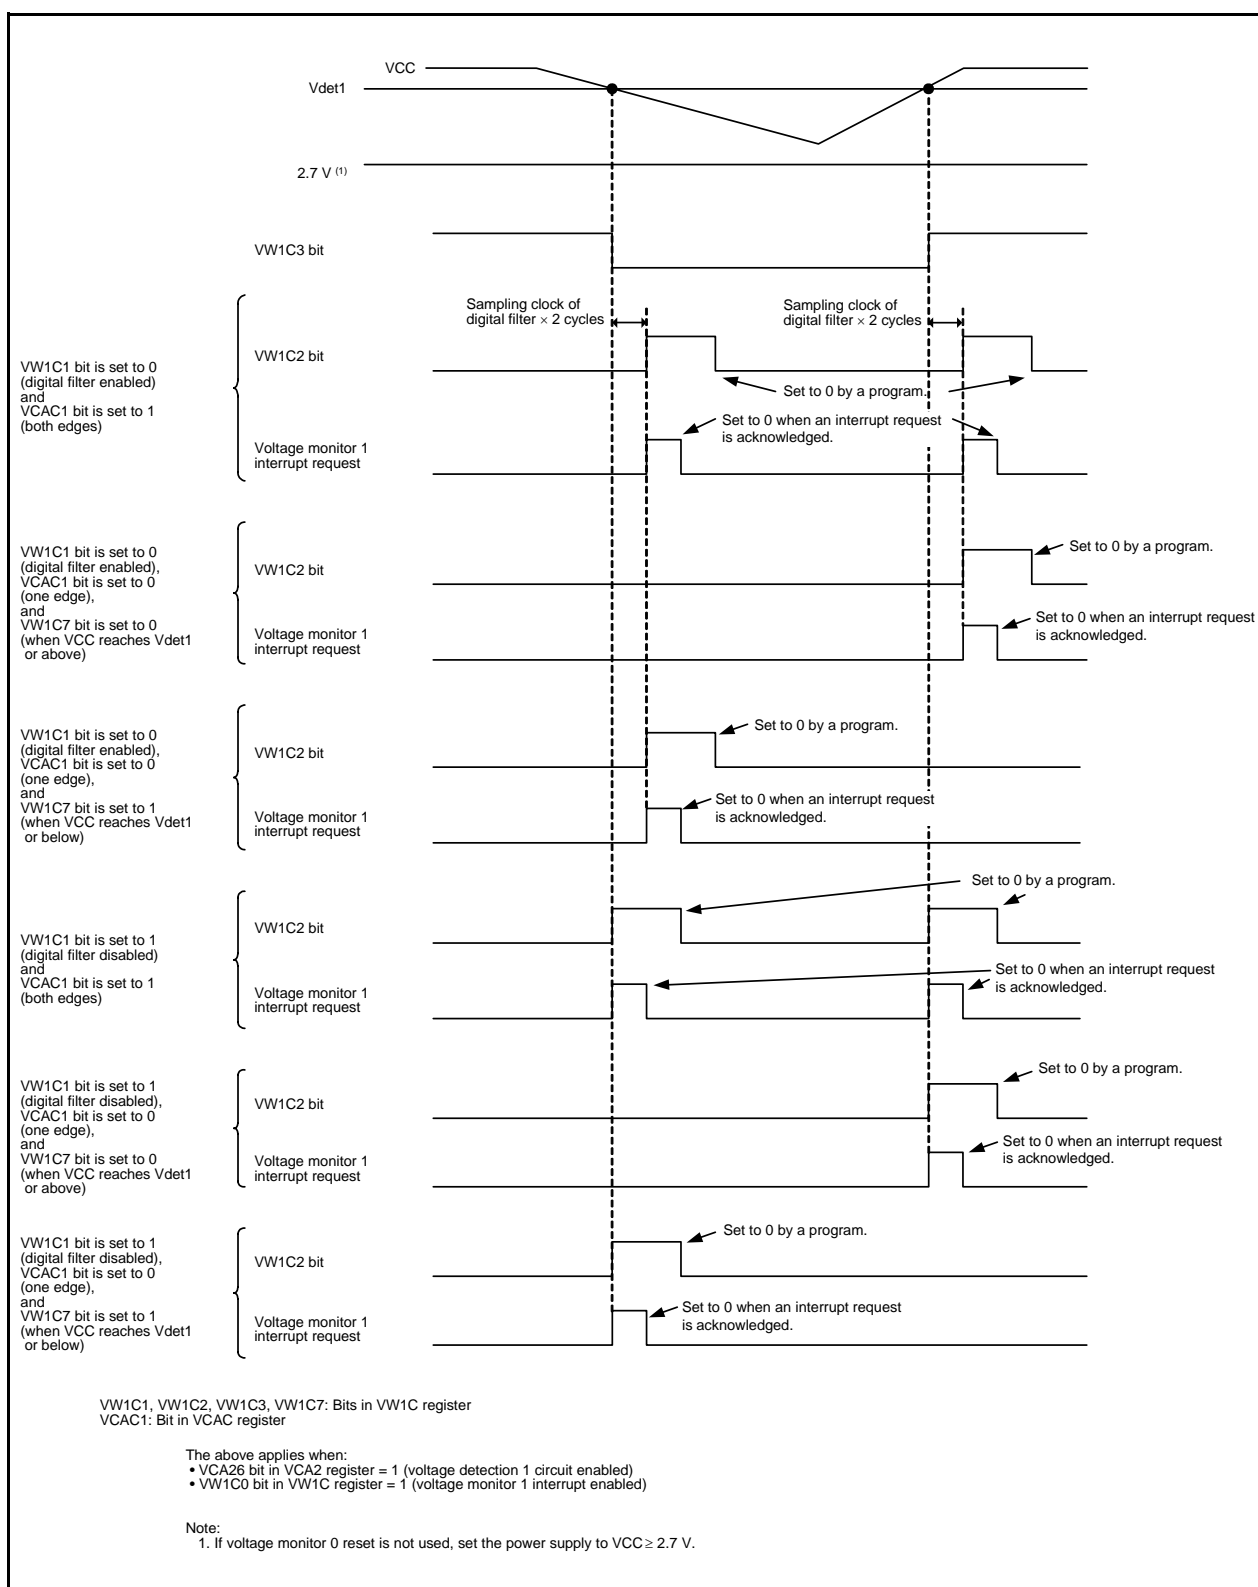 VCC
Vdet1
2.7 V (1)
VW1C3 bit
Sampling clock of
digital filter × 2 cycles
Sampling clock of
digital filter × 2 cycles
VW1C1 bit is set to 0
(digital filter enabled)
and
VCAC1 bit is set to 1
(both edges)
VW1C2 bit
Set to 0 by a program.
Voltage monitor 1
interrupt request
Set to 0 when an interrupt request
is acknowledged.
VW1C1 bit is set to 0
(digital filter enabled),
VCAC1 bit is set to 0
(one edge),
and
VW1C7 bit is set to 0
(when VCC reaches Vdet1
or above)
VW1C2 bit
Set to 0 by a program.
Voltage monitor 1
interrupt request
Set to 0 when an interrupt request
is acknowledged.
VW1C1 bit is set to 0
(digital filter enabled),
VCAC1 bit is set to 0
(one edge),
and
VW1C7 bit is set to 1
(when VCC reaches Vdet1
or below)
VW1C2 bit
Set to 0 by a program.
Voltage monitor 1
interrupt request
Set to 0 when an interrupt request
is acknowledged.
VW1C1 bit is set to 1
(digital filter disabled)
and
VCAC1 bit is set to 1
(both edges)
VW1C2 bit
Set to 0 by a program.
Voltage monitor 1
interrupt request
Set to 0 when an interrupt request
is acknowledged.
VW1C1 bit is set to 1
(digital filter disabled),
VCAC1 bit is set to 0
(one edge),
and
VW1C7 bit is set to 0
(when VCC reaches Vdet1
or above)
VW1C2 bit
Set to 0 by a program.
Voltage monitor 1
interrupt request
Set to 0 when an interrupt request
is acknowledged.
VW1C1 bit is set to 1
(digital filter disabled),
VCAC1 bit is set to 0
(one edge),
and
VW1C7 bit is set to 1
(when VCC reaches Vdet1
or below)
VW1C2 bit
Set to 0 by a program.
Voltage monitor 1
interrupt request
Set to 0 when an interrupt request
is acknowledged.
VW1C1, VW1C2, VW1C3, VW1C7: Bits in VW1C register
VCAC1: Bit in VCAC register
The above applies when:
• VCA26 bit in VCA2 register = 1 (voltage detection 1 circuit enabled)
• VW1C0 bit in VW1C register = 1 (voltage monitor 1 interrupt enabled)
Note:
1. If voltage monitor 0 reset is not used, set the power supply to VCC ≥ 2.7 V.